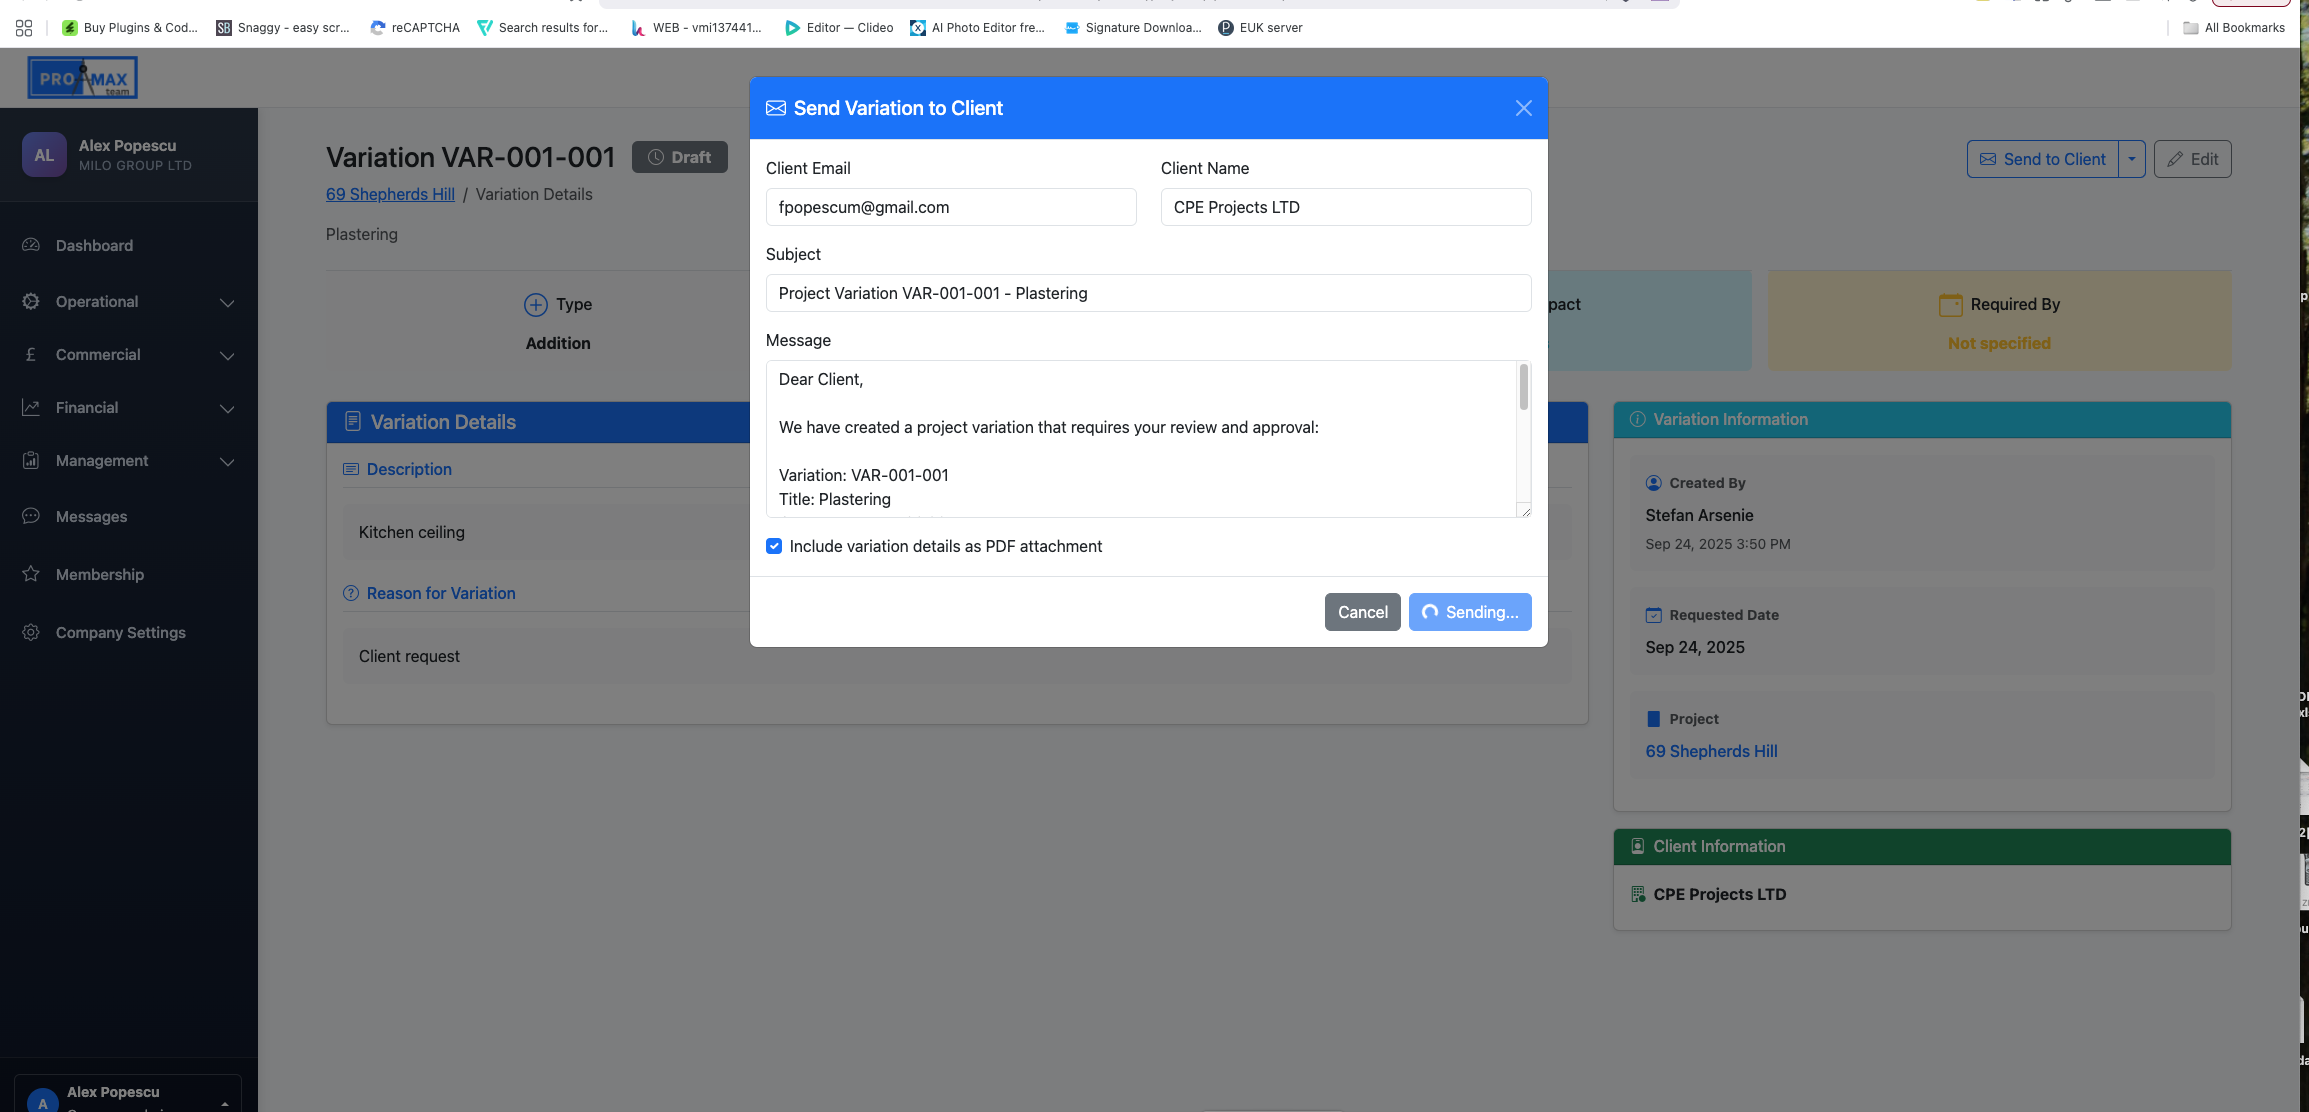 Buy Plugins & Cod...
SB Snaggy - easy scr...
reCAPTCHA
Search results for...
WEB - vmi137441...
Editor — Clideo
AI Photo Editor fre...
Signature Downloa...
EUK server
All Bookmarks
PRO MAX
team
AL
Alex Popescu
MILO GROUP LTD
Dashboard
Operational
Commercial
Financial
Management
Messages
Membership
Company Settings
A
Alex Popescu
Variation VAR-001-001
Draft
69 Shepherds Hill / Variation Details
Plastering
Send to Client
Edit
Type
Addition
pact
Required By
Not specified
Variation Details
Description
Kitchen ceiling
Reason for Variation
Client request
Send Variation to Client
Client Email
fpopescum@gmail.com
Client Name
CPE Projects LTD
Subject
Project Variation VAR-001-001 - Plastering
Message
Dear Client,
We have created a project variation that requires your review and approval:
Variation: VAR-001-001
Title: Plastering
Include variation details as PDF attachment
Cancel
Sending...
Variation Information
Created By
Stefan Arsenie
Sep 24, 2025 3:50 PM
Requested Date
Sep 24, 2025
Project
69 Shepherds Hill
Client Information
CPE Projects LTD